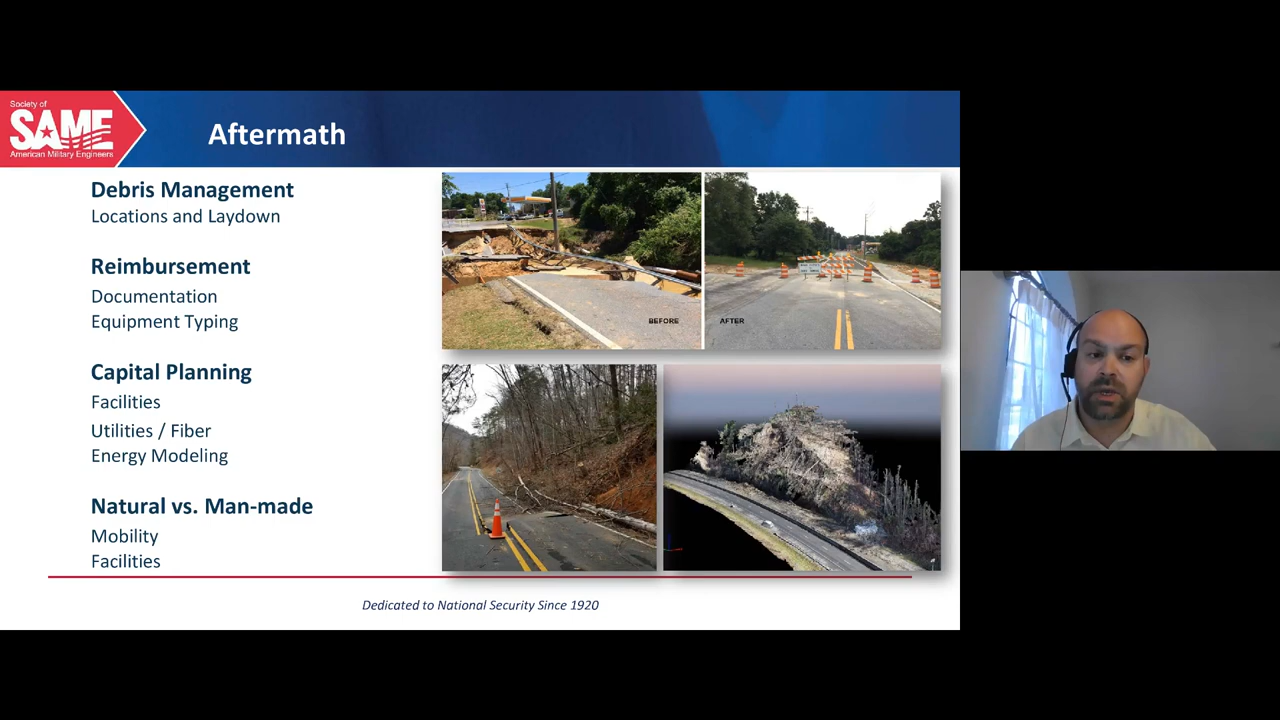 Society of
SAME
American Military Engineers
Aftermath
Debris Management
Locations and Laydown
Reimbursement
Documentation
Equipment Typing
Capital Planning
Facilities
Utilities / Fiber
Energy Modeling
Natural vs. Man-made
Mobility
Facilities
BEFORE
AFTER
Dedicated to National Security Since 1920